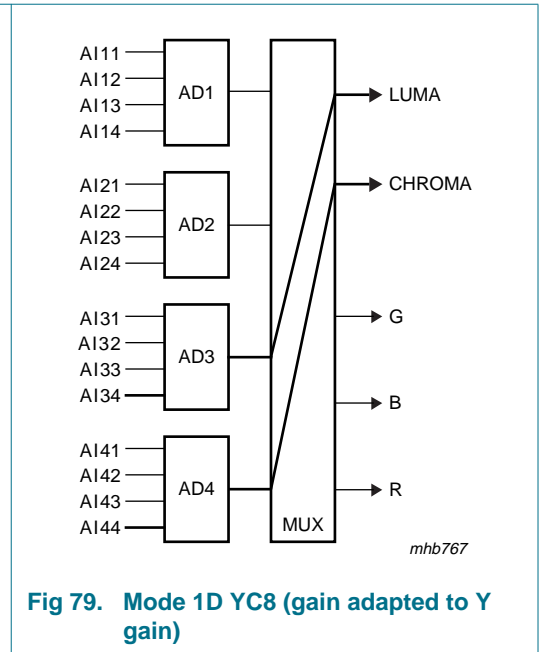 AI11
AI12
AI13
AI14
AD1
LUMA
CHROMA
AI21
AI22
AI23
AI24
AD2
AI31
AI32
AI33
AI34
AD3
G
B
AI41
AI42
AI43
AI44
AD4
R
MUX
mhb767
Fig 79. Mode 1D YC8 (gain adapted to Y
gain)